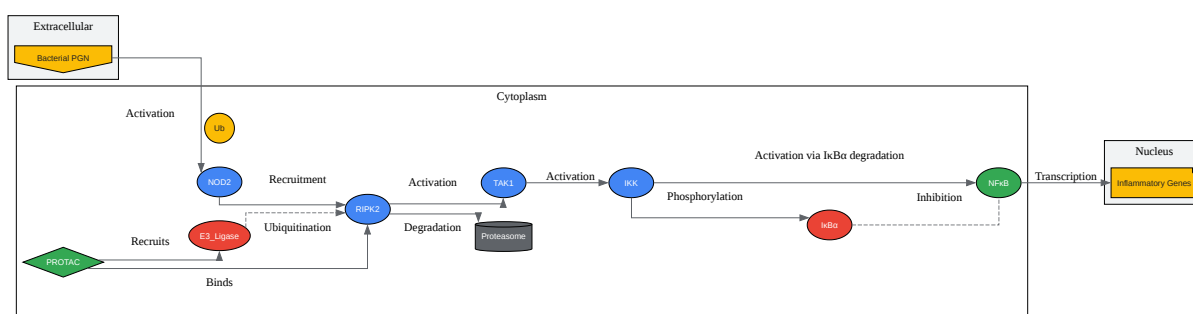 Extracellular
Bacterial PGN
Cytoplasm
Activation
Ub
Activation via IκBα degradation
Nucleus
NOD2
Recruitment
Activation
TAK1
Activation
IKK
NFκB
Transcription
Inflammatory Genes
Phosphorylation
Inhibition
RIPK2
E3_Ligase
Ubiquitination
Degradation
Proteasome
IκBα
Recruits
PROTAC
Binds